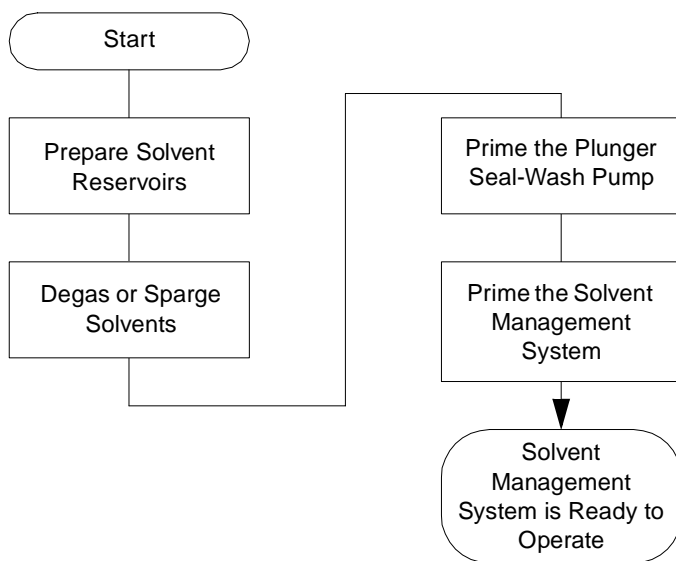 Start
Prepare Solvent
Reservoirs
Degas or Sparge
Solvents
Prime the Plunger
Seal-Wash Pump
Prime the Solvent
Management
System
Solvent
Management
System is Ready to
Operate